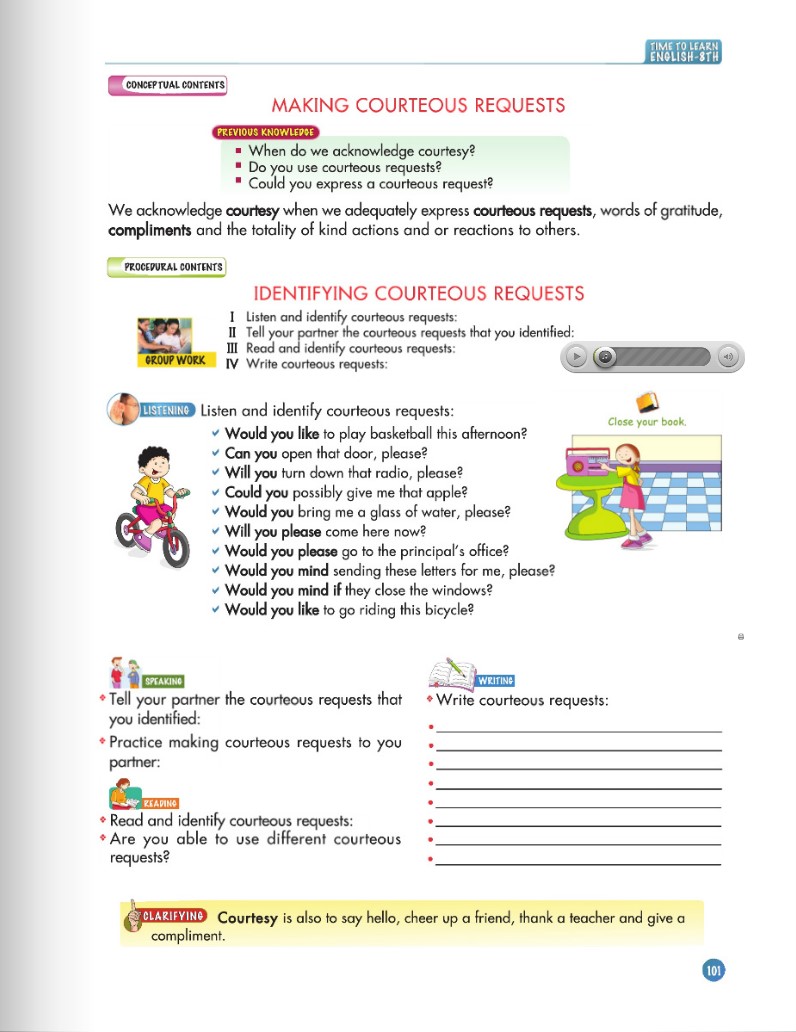 TIME TO LEARN
ENGLISH-8TH
CONCEPTUAL CONTENTS
MAKING COURTEOUS REQUESTS
PREVIOUS KNOWLEDGE
When do we acknowledge courtesy?
Do you use courteous requests?
Could you express a courteous request?
We acknowledge courtesy when we adequately express courteous requests, words of gratitude,
compliments and the totality of kind actions and or reactions to others.
PROCEDURAL CONTENTS
IDENTIFYING COURTEOUS REQUESTS
GROUP WORK
I Listen and identify courteous requests:
II Tell your partner the courteous requests that you identified:
III Read and identify courteous requests:
IV Write courteous requests:
LISTENING Listen and identify courteous requests:
Close your book.
Would you like to play basketball this afternoon?
Can you open that door, please?
Will you turn down that radio, please?
Could you possibly give me that apple?
Would you bring me a glass of water, please?
Will you please come here now?
Would you please go to the principal's office?
Would you mind sending these letters for me, please?
Would you mind if they close the windows?
Would you like to go riding this bicycle?
SPEAKING
Tell your partner the courteous requests that
you identified:
Practice making courteous requests to you
partner:
READING
Read and identify courteous requests:
Are you able to use different courteous
requests?
WRITING
Write courteous requests:
CLARIFYING Courtesy is also to say hello, cheer up a friend, thank a teacher and give a
compliment.
101